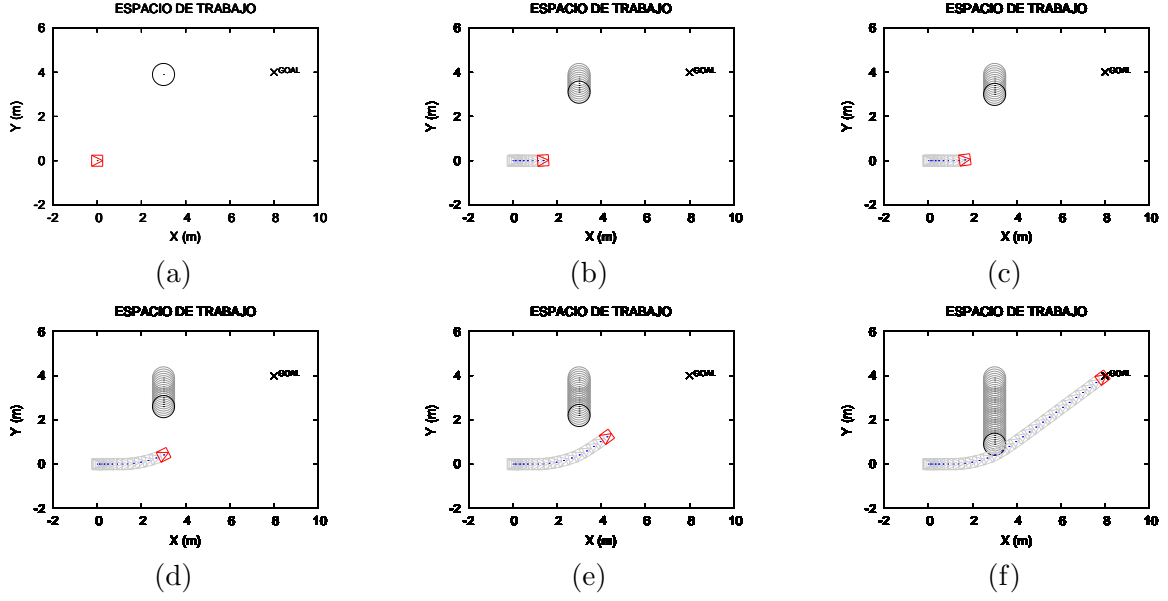 ESPACIO DE TRABAJO
6
4
2
0
-2
-2 0 2 4 6 8 10
Y (m)
X (m)
GOAL
(a)
ESPACIO DE TRABAJO
6
4
2
0
-2
-2 0 2 4 6 8 10
Y (m)
X (m)
GOAL
(b)
ESPACIO DE TRABAJO
6
4
2
0
-2
-2 0 2 4 6 8 10
Y (m)
X (m)
GOAL
(c)
ESPACIO DE TRABAJO
6
4
2
0
-2
-2 0 2 4 6 8 10
Y (m)
X (m)
GOAL
(d)
ESPACIO DE TRABAJO
6
4
2
0
-2
-2 0 2 4 6 8 10
Y (m)
X (m)
GOAL
(e)
ESPACIO DE TRABAJO
6
4
2
0
-2
-2 0 2 4 6 8 10
Y (m)
X (m)
GOAL
(f)